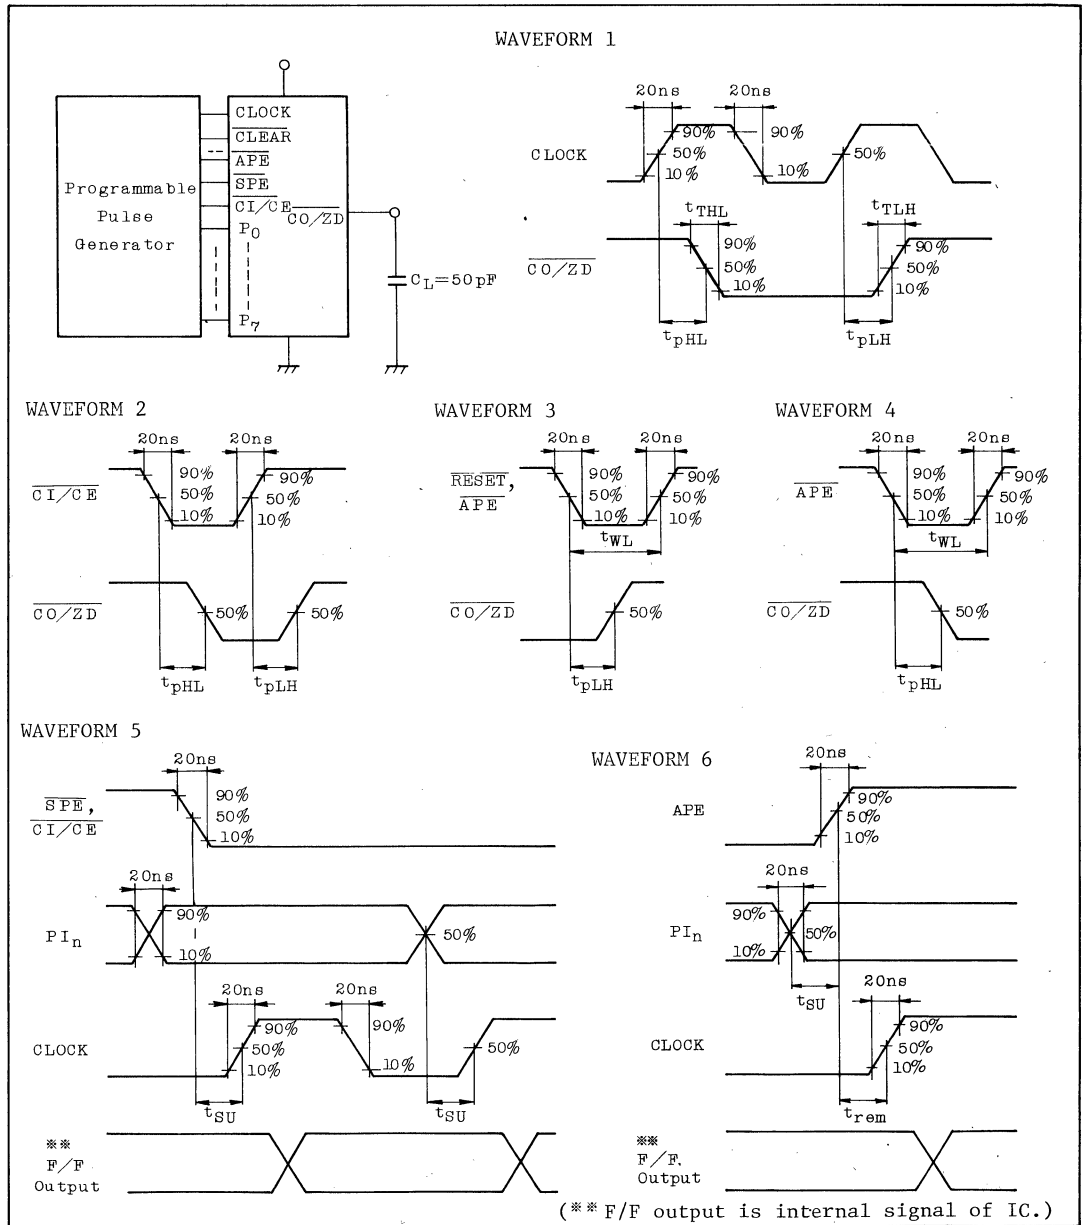 WAVEFORM 1
CLOCK
CLEAR
APE
SPE
CI/CE
CO/ZD
P0
P7
Programmable
Pulse
Generator
CL=50pF
20ns
20ns
CLOCK
90%
50%
10%
90%
10%
50%
tTHL
tTLH
CO/ZD
90%
50%
10%
90%
50%
10%
tpHL
tpLH
WAVEFORM 2
20ns
20ns
CI/CE
90%
50%
10%
90%
50%
10%
CO/ZD
50%
50%
tpHL
tpLH
WAVEFORM 3
20ns
20ns
RESET,
APE
90%
50%
10%
90%
50%
10%
tWL
CO/ZD
50%
tpLH
WAVEFORM 4
20ns
20ns
APE
90%
50%
10%
90%
50%
10%
tWL
CO/ZD
50%
tpHL
WAVEFORM 5
20ns
SPE,
CI/CE
90%
50%
10%
20ns
PIn
90%
10%
50%
20ns
20ns
CLOCK
90%
50%
10%
90%
10%
50%
tSU
tSU
※※
F/F
Output
WAVEFORM 6
20ns
APE
90%
50%
10%
20ns
PIn
90%
50%
10%
tSU
20ns
CLOCK
90%
50%
10%
trem
※※
F/F.
Output
(※※ F/F output is internal signal of IC.)